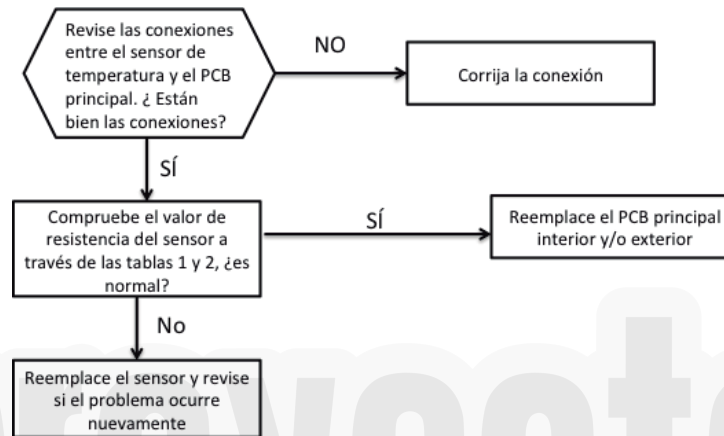 Revise las conexiones
entre el sensor de
temperatura y el PCB
principal. ¿ Están
bien las conexiones?
NO
Corrija la conexión
SÍ
Compruebe el valor de
resistencia del sensor a
través de las tablas 1 y 2, ¿es
normal?
SÍ
Reemplace el PCB principal
interior y/o exterior
No
Reemplace el sensor y revise
si el problema ocurre
nuevamente